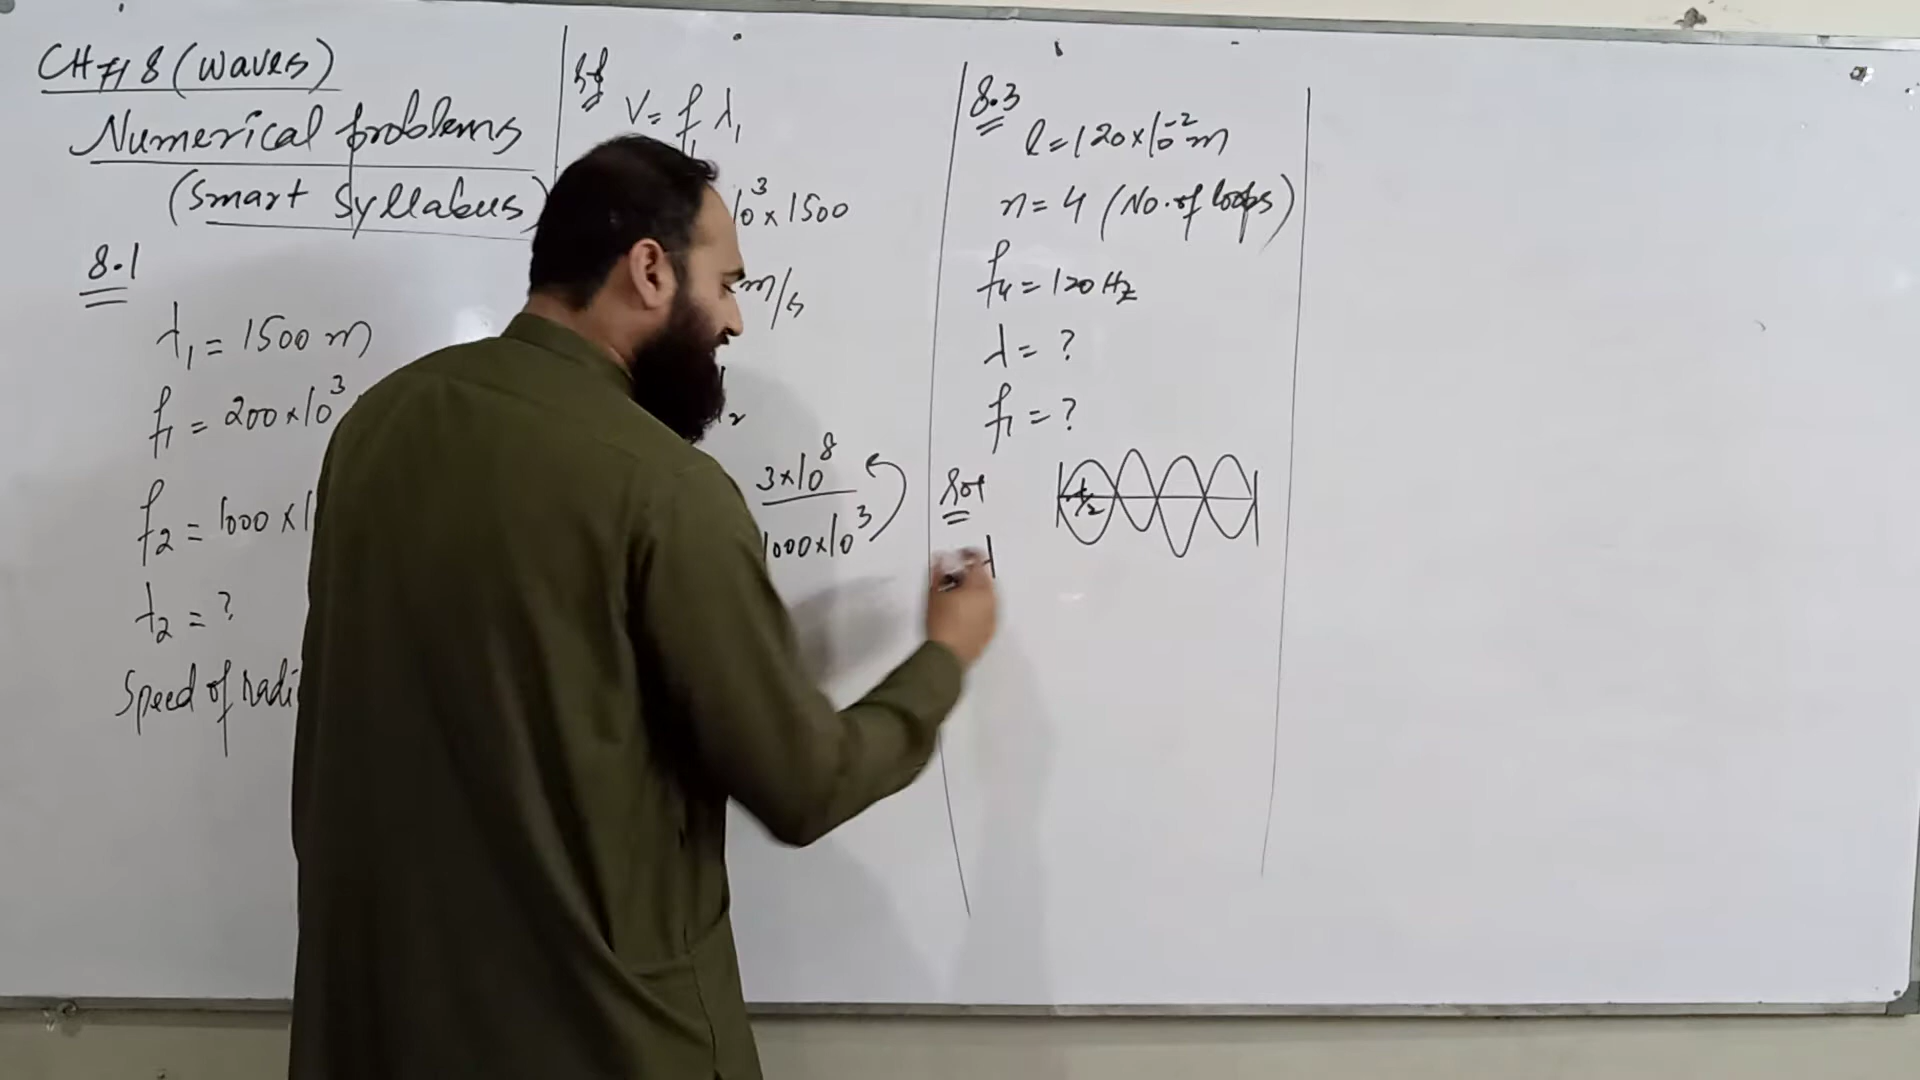 CH # 8 (Waves)
Numerical problems
(Smart Syllabus)
8.1
λ₁ = 1500 m
f₁ = 200 × 10³
f₂ = 1000 × 1
λ₂ = ?
Speed of radi
V = f₁ λ₁
10³ × 1500
m/s
3×10⁸
1000×10³
8.3
l = 120 × 10⁻² m
n = 4 (No. of loops)
f₄ = 120 Hz
λ = ?
f₁ = ?
Sol
λ/2